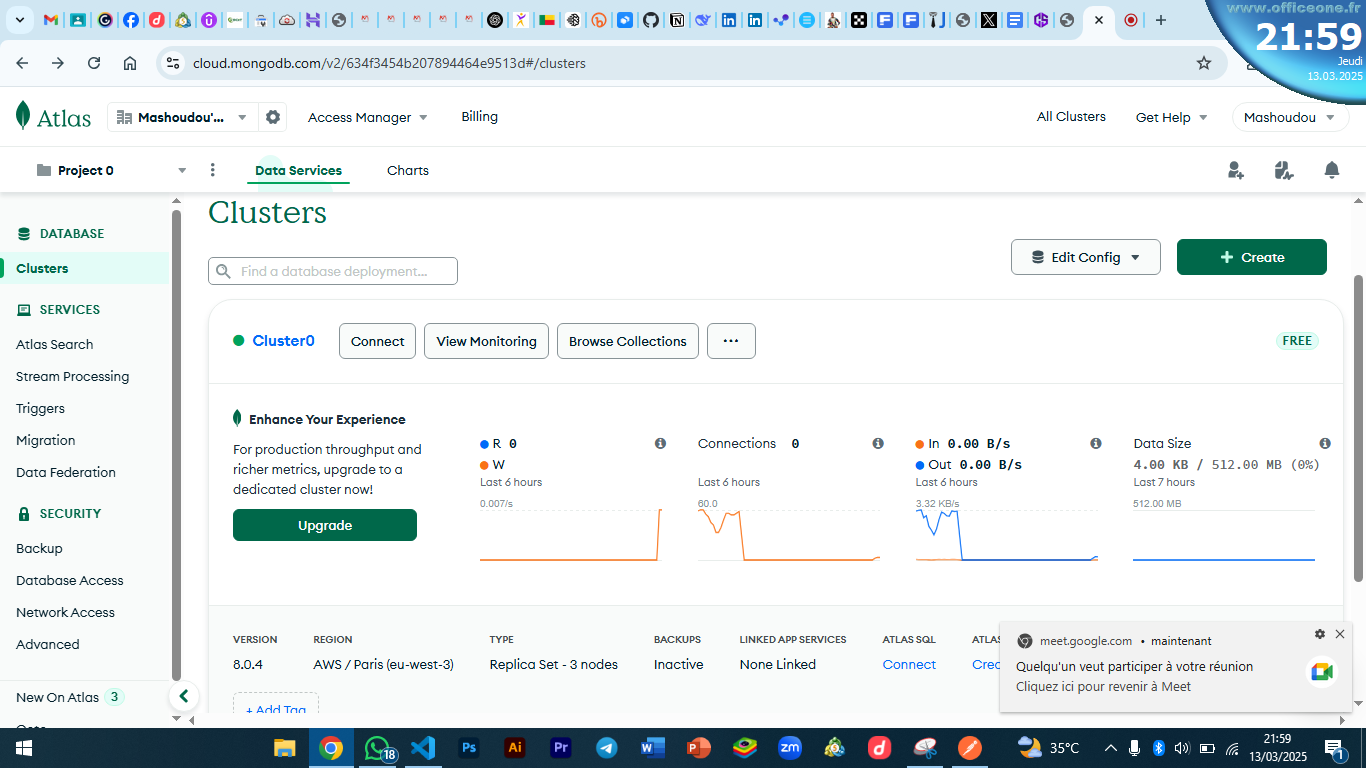 www.officeone.fr
21:59
Jeudi
13.03.2025
cloud.mongodb.com/v2/634f3454b207894464e9513d#/clusters
Atlas
Mashoudou'...
Access Manager
Billing
All Clusters
Get Help
Mashoudou
Project 0
Data Services
Charts
DATABASE
Clusters
SERVICES
Atlas Search
Stream Processing
Triggers
Migration
Data Federation
SECURITY
Backup
Database Access
Network Access
Advanced
New On Atlas 3
Clusters
Find a database deployment...
Edit Config
+ Create
Cluster0
Connect
View Monitoring
Browse Collections
...
FREE
Enhance Your Experience
For production throughput and
richer metrics, upgrade to a
dedicated cluster now!
Upgrade
R 0
W
Last 6 hours
0.007/s
Connections 0
Last 6 hours
60.0
In 0.00 B/s
Out 0.00 B/s
Last 6 hours
3.32 KB/s
Data Size
4.00 KB / 512.00 MB (0%)
Last 7 hours
512.00 MB
VERSION
8.0.4
REGION
AWS / Paris (eu-west-3)
TYPE
Replica Set - 3 nodes
BACKUPS
Inactive
LINKED APP SERVICES
None Linked
ATLAS SQL
Connect
+ Add Tag
meet.google.com • maintenant
Quelqu'un veut participer à votre réunion
Cliquez ici pour revenir à Meet
18
Ps
Ai
Pr
zm
35°C
21:59
13/03/2025
1